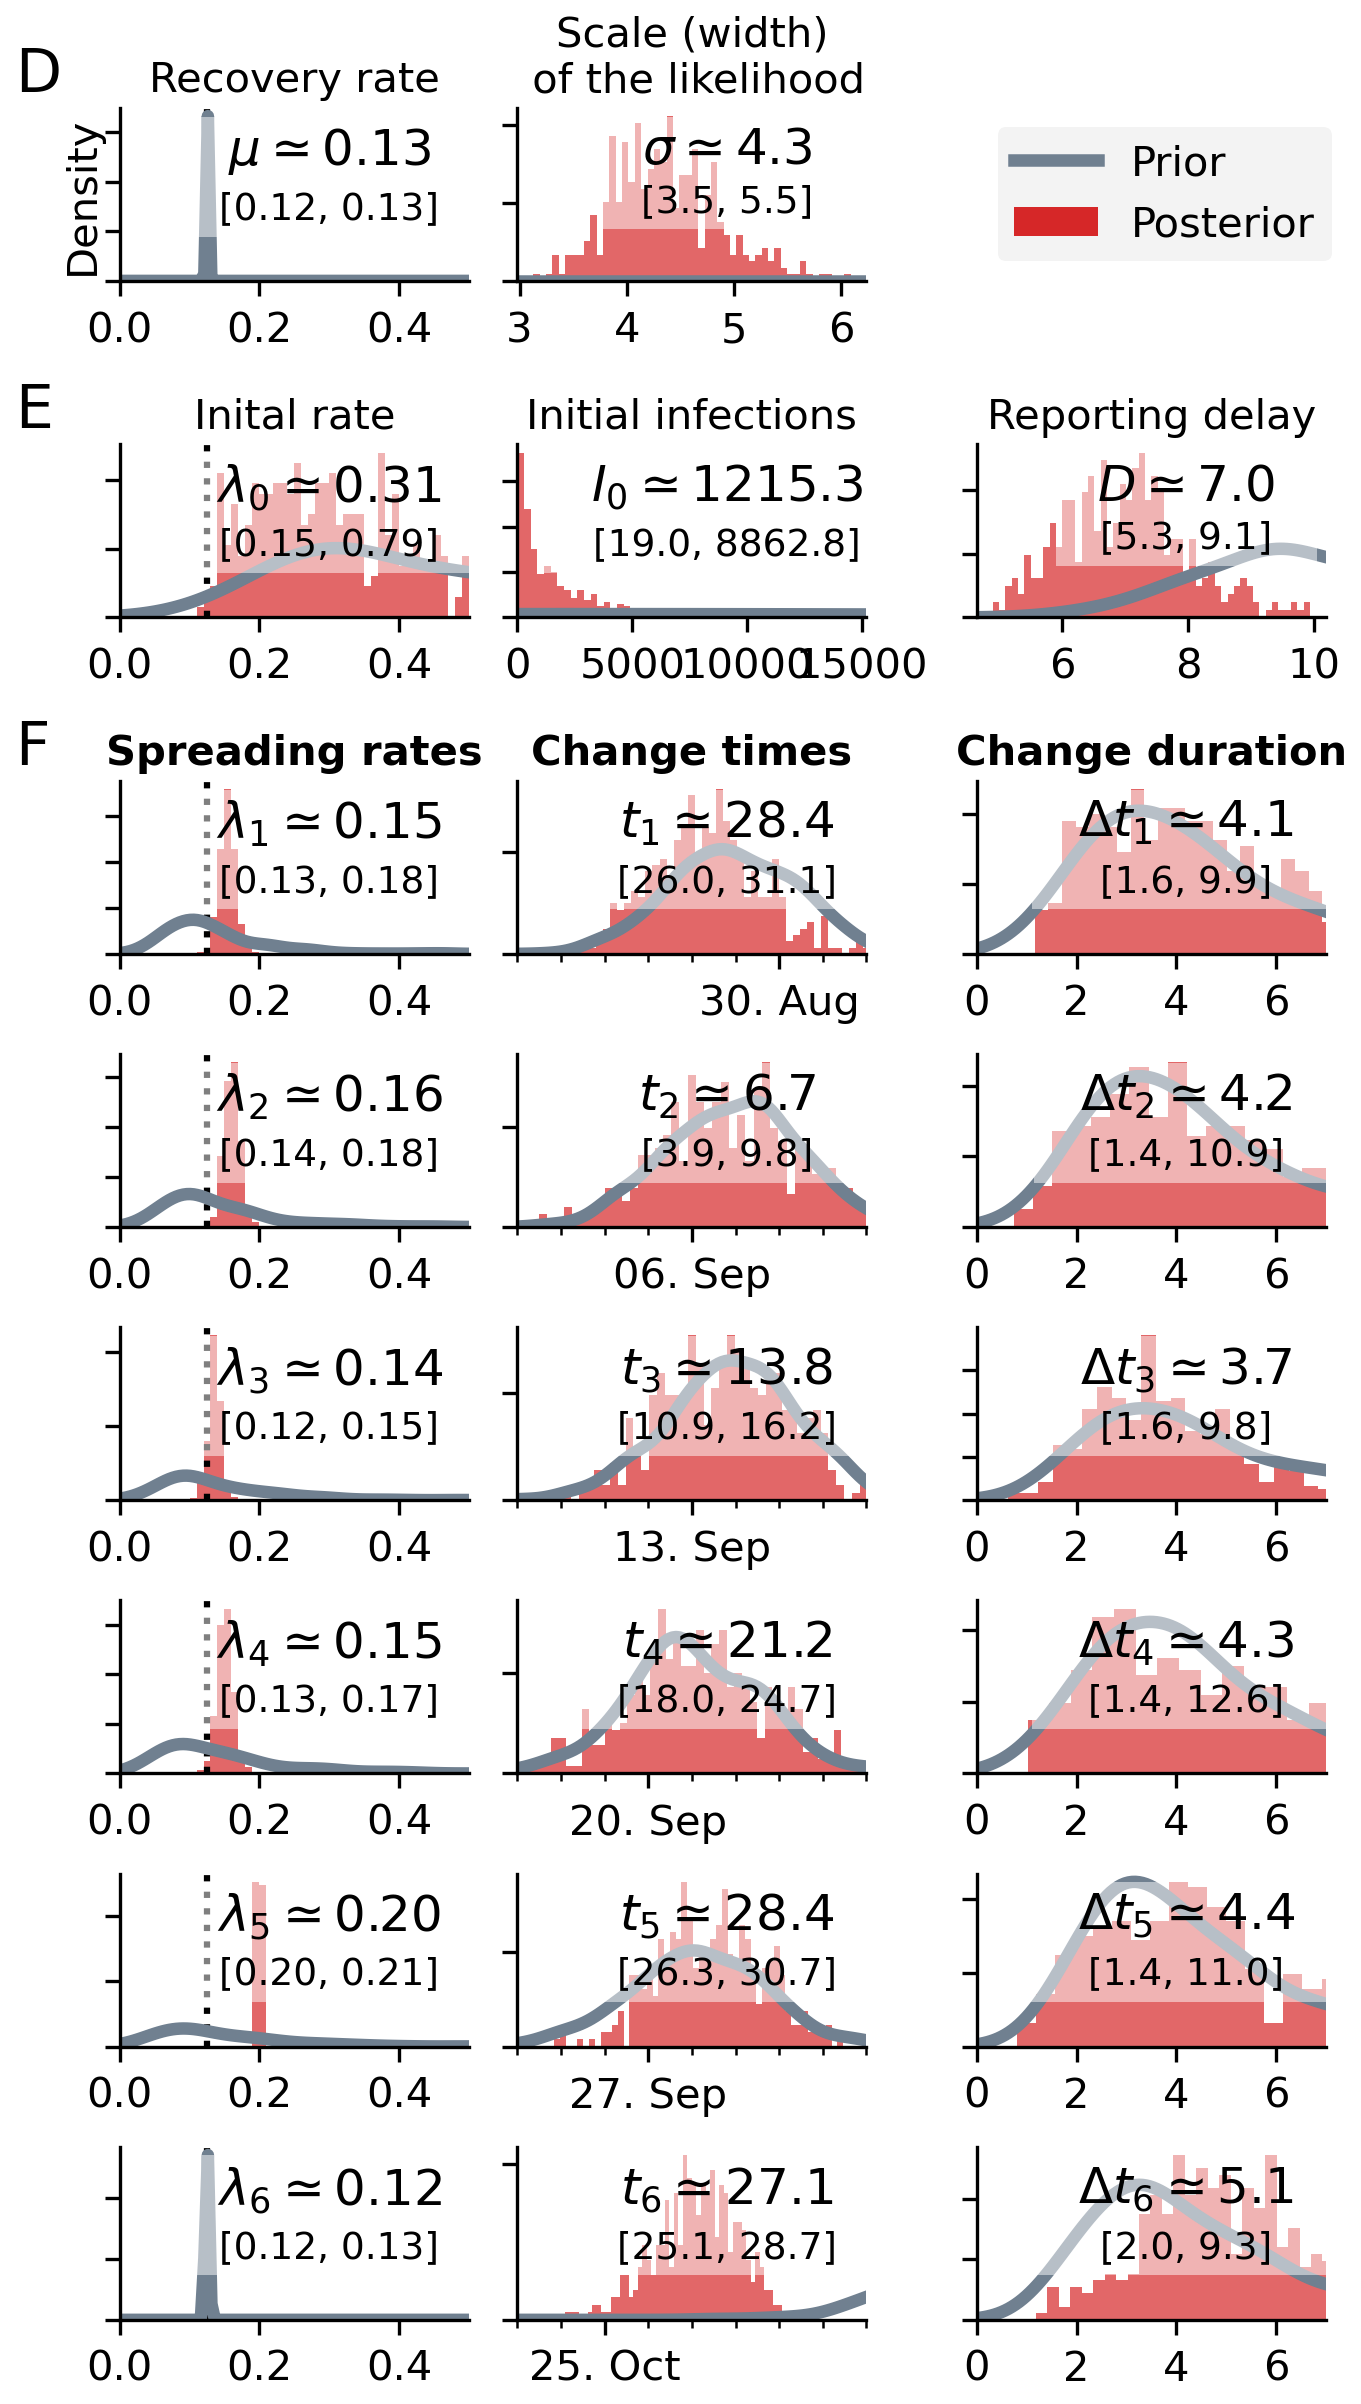 D
Recovery rate
Scale (width)
of the likelihood
Density
μ ≃ 0.13
[0.12, 0.13]
0.0 0.2 0.4
σ ≃ 4.3
[3.5, 5.5]
3 4 5 6
Prior
Posterior
E
Inital rate
Initial infections
Reporting delay
λ0 ≃ 0.31
[0.15, 0.79]
0.0 0.2 0.4
I0 ≃ 1215.3
[19.0, 8862.8]
0 5000 10000 15000
D ≃ 7.0
[5.3, 9.1]
6 8 10
F
Spreading rates
Change times
Change duration
λ1 ≃ 0.15
[0.13, 0.18]
0.0 0.2 0.4
t1 ≃ 28.4
[26.0, 31.1]
30. Aug
Δt1 ≃ 4.1
[1.6, 9.9]
0 2 4 6
λ2 ≃ 0.16
[0.14, 0.18]
0.0 0.2 0.4
t2 ≃ 6.7
[3.9, 9.8]
06. Sep
Δt2 ≃ 4.2
[1.4, 10.9]
0 2 4 6
λ3 ≃ 0.14
[0.12, 0.15]
0.0 0.2 0.4
t3 ≃ 13.8
[10.9, 16.2]
13. Sep
Δt3 ≃ 3.7
[1.6, 9.8]
0 2 4 6
λ4 ≃ 0.15
[0.13, 0.17]
0.0 0.2 0.4
t4 ≃ 21.2
[18.0, 24.7]
20. Sep
Δt4 ≃ 4.3
[1.4, 12.6]
0 2 4 6
λ5 ≃ 0.20
[0.20, 0.21]
0.0 0.2 0.4
t5 ≃ 28.4
[26.3, 30.7]
27. Sep
Δt5 ≃ 4.4
[1.4, 11.0]
0 2 4 6
λ6 ≃ 0.12
[0.12, 0.13]
0.0 0.2 0.4
t6 ≃ 27.1
[25.1, 28.7]
25. Oct
Δt6 ≃ 5.1
[2.0, 9.3]
0 2 4 6